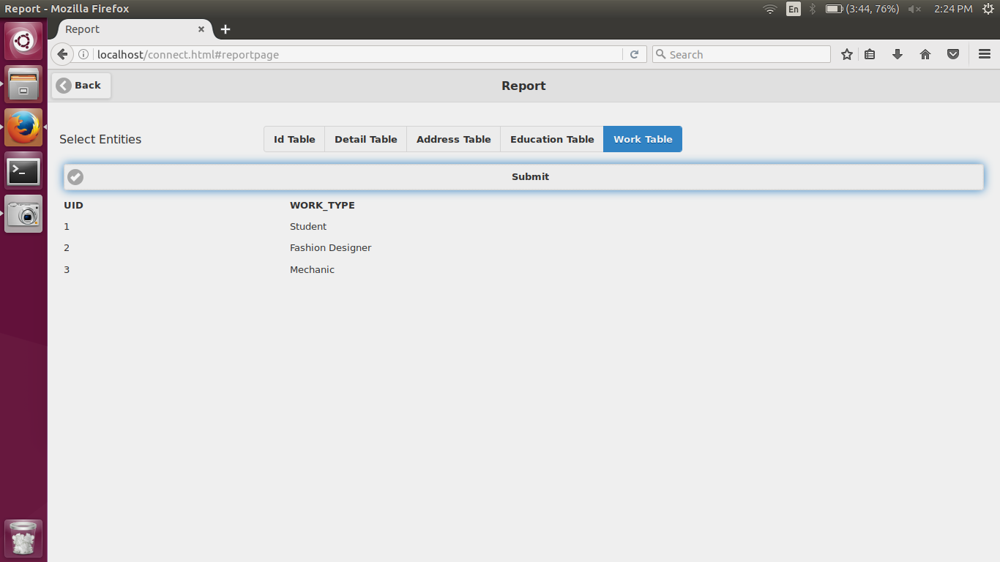 Report - Mozilla Firefox
En
(3:44, 76%)
2:24 PM
Report
localhost/connect.html#reportpage
Search
Back
Report
Select Entities
Id Table
Detail Table
Address Table
Education Table
Work Table
Submit
UID WORK_TYPE
1 Student
2 Fashion Designer
3 Mechanic